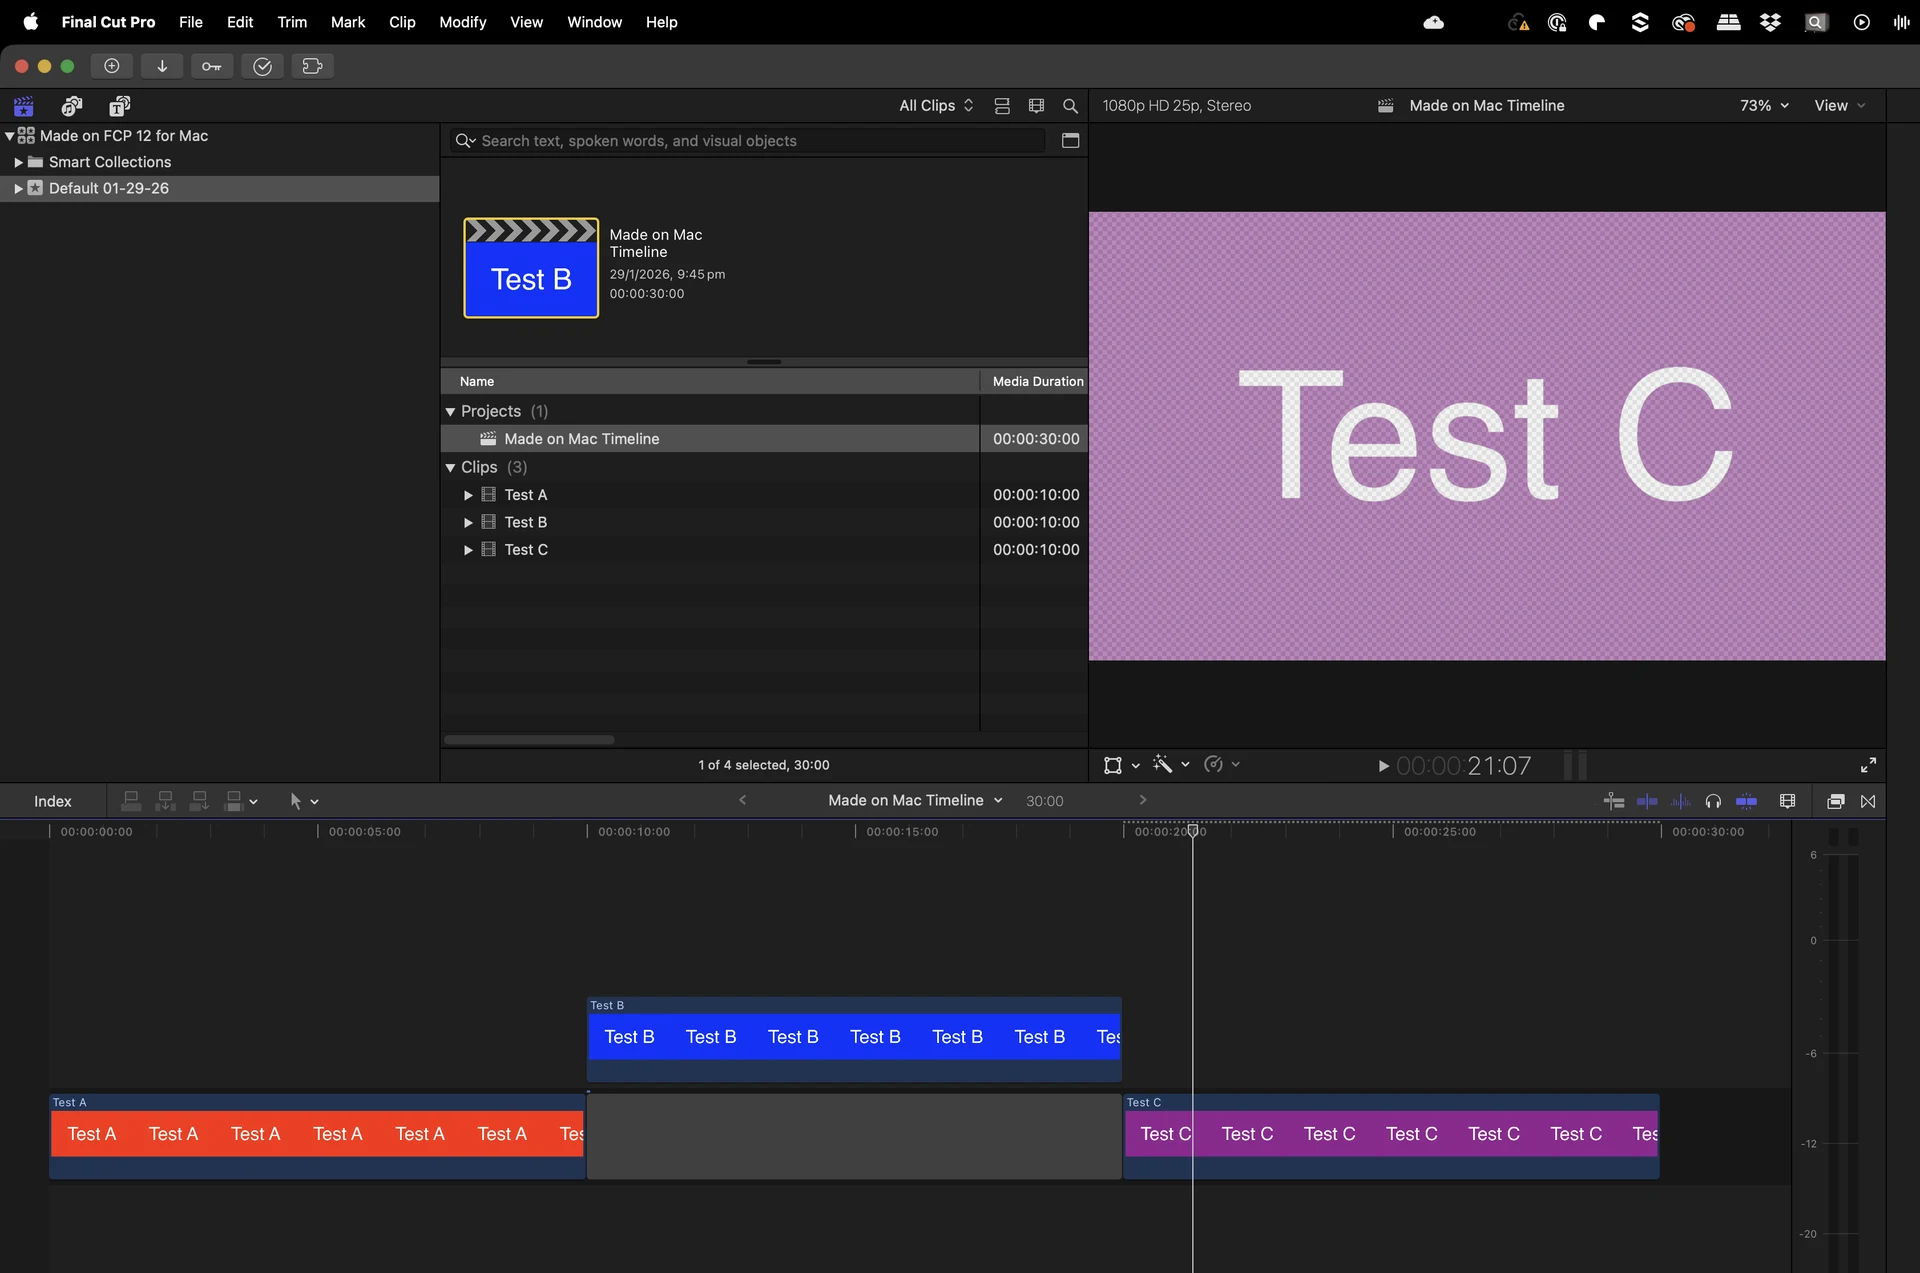 Final Cut Pro File Edit Trim Mark Clip Modify View Window Help
All Clips
1080p HD 25p, Stereo
Made on Mac Timeline
73%
View
Made on FCP 12 for Mac
Smart Collections
Default 01-29-26
Search text, spoken words, and visual objects
Test B
Made on Mac
Timeline
29/1/2026, 9:45 pm
00:00:30:00
Test C
Name Media Duration
Projects (1)
Made on Mac Timeline 00:00:30:00
Clips (3)
Test A 00:00:10:00
Test B 00:00:10:00
Test C 00:00:10:00
1 of 4 selected, 30:00
00:00:00:21:07
Index
Made on Mac Timeline 30:00
00:00:00:00 00:00:05:00 00:00:10:00 00:00:15:00 00:00:20:00 00:00:25:00 00:00:30:00
6
0
-6
-12
-20
Test B
Test B Test B Test B Test B Test B Test B Tes
Test A
Test A Test A Test A Test A Test A Test A Tes
Test C
Test C Test C Test C Test C Test C Test C Tes